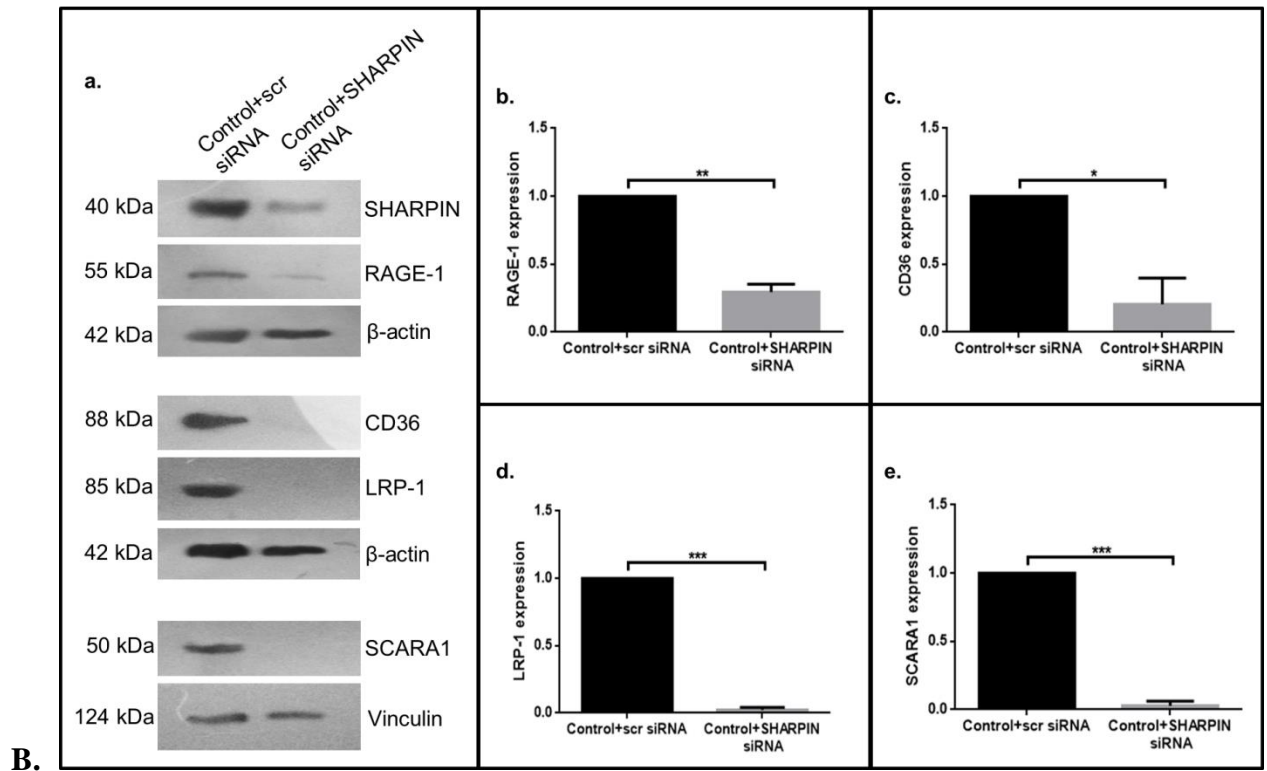 a.
Control+scr
siRNA
Control+SHARPIN
siRNA
40 kDa
SHARPIN
55 kDa
RAGE-1
42 kDa
β-actin
88 kDa
CD36
85 kDa
LRP-1
42 kDa
β-actin
50 kDa
SCARA1
124 kDa
Vinculin
b.
RAGE-1 expression
1.5
1.0
0.5
0.0
**
Control+scr siRNA
Control+SHARPIN
siRNA
c.
CD36 expression
1.5
1.0
0.5
0.0
*
Control+scr siRNA
Control+SHARPIN
siRNA
d.
LRP-1 expression
1.5
1.0
0.5
0.0
***
Control+scr siRNA
Control+SHARPIN
siRNA
e.
SCARA1 expression
1.5
1.0
0.5
0.0
***
Control+scr siRNA
Control+SHARPIN
siRNA
B.